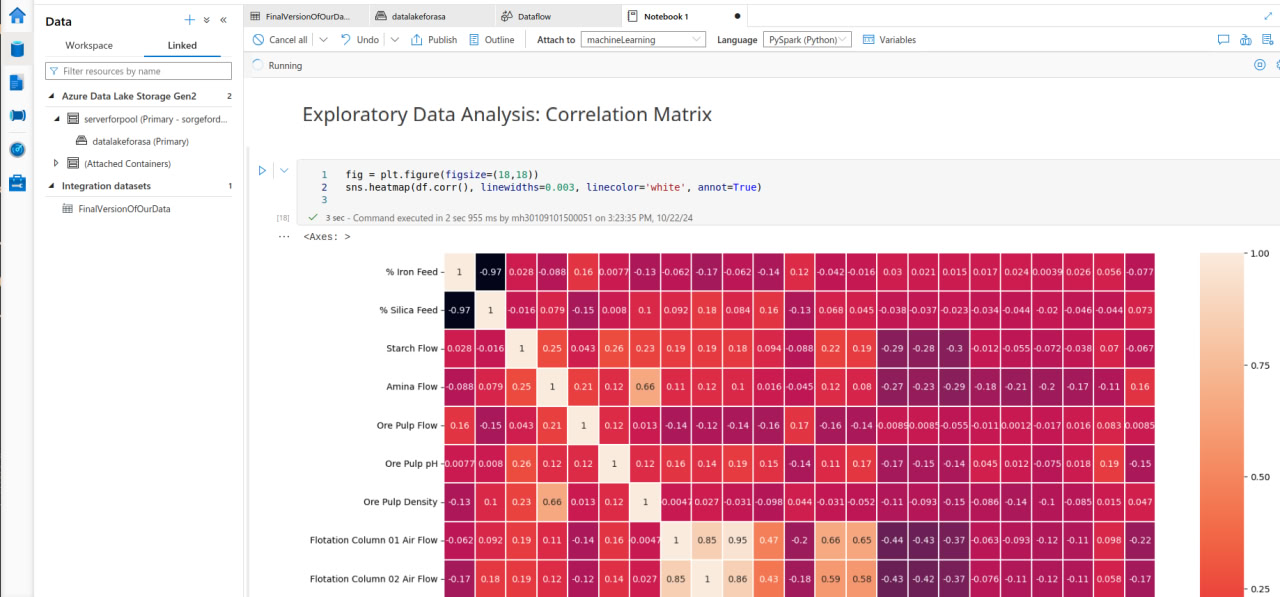 Data
Workspace
Linked
Filter resources by name
Azure Data Lake Storage Gen2 2
serverforpool (Primary - sorgeford...
datalakeforasa (Primary)
(Attached Containers)
Integration datasets 1
FinalVersionOfOurData
FinalVersionOfOurDa...
datalakeforasa
Dataflow
Notebook 1
Cancel all
Undo
Publish
Outline
Attach to
machineLearning
Language
PySpark (Python)
Variables
Running
Exploratory Data Analysis: Correlation Matrix
1 fig = plt.figure(figsize=(18,18))
2 sns.heatmap(df.corr(), linewidths=0.003, linecolor='white', annot=True)
3
[18] 3 sec - Command executed in 2 sec 955 ms by mh30109101500051 on 3:23:35 PM, 10/22/24
... <Axes: >
% Iron Feed 1 -0.97 0.028 -0.088 0.16 0.0077 -0.13 -0.062 -0.17 -0.062 -0.14 0.12 -0.042 -0.016 0.03 0.021 0.015 0.017 0.024 0.0039 0.026 0.056 -0.077
% Silica Feed -0.97 1 -0.016 0.079 -0.15 0.008 0.1 0.092 0.18 0.084 0.16 -0.13 0.068 0.045 -0.038 -0.037 -0.023 -0.034 -0.044 -0.02 -0.046 -0.044 0.073
Starch Flow 0.028 -0.016 1 0.25 0.043 0.26 0.23 0.19 0.19 0.18 0.094 -0.088 0.22 0.19 -0.29 -0.28 -0.3 -0.012 -0.055 -0.072 -0.038 0.07 -0.067
Amina Flow -0.088 0.079 0.25 1 0.21 0.12 0.66 0.11 0.12 0.1 0.016 -0.045 0.12 0.08 -0.27 -0.23 -0.29 -0.18 -0.21 -0.2 -0.17 -0.11 0.16
Ore Pulp Flow 0.16 -0.15 0.043 0.21 1 0.12 0.013 -0.14 -0.12 -0.14 -0.16 0.17 -0.16 -0.14 0.0089 0.0085 -0.055 -0.011 0.0012 -0.017 0.016 0.083 0.0085
Ore Pulp pH 0.0077 0.008 0.26 0.12 0.12 1 0.12 0.16 0.14 0.19 0.15 -0.14 0.11 0.17 -0.17 -0.15 -0.14 0.045 0.012 -0.075 0.018 0.19 -0.15
Ore Pulp Density -0.13 0.1 0.23 0.66 0.013 0.12 1 0.0047 0.027 -0.031 -0.098 0.044 -0.031 -0.052 -0.11 -0.093 -0.15 -0.086 -0.14 -0.1 -0.085 0.015 0.047
Flotation Column 01 Air Flow -0.062 0.092 0.19 0.11 -0.14 0.16 0.0047 1 0.85 0.95 0.47 -0.2 0.66 0.65 -0.44 -0.43 -0.37 -0.063 -0.093 -0.12 -0.11 0.098 -0.22
Flotation Column 02 Air Flow -0.17 0.18 0.19 0.12 -0.12 0.14 0.027 0.85 1 0.86 0.43 -0.18 0.59 0.58 -0.43 -0.42 -0.37 -0.076 -0.11 -0.12 -0.11 0.058 -0.17
1.00
0.75
0.50
0.25